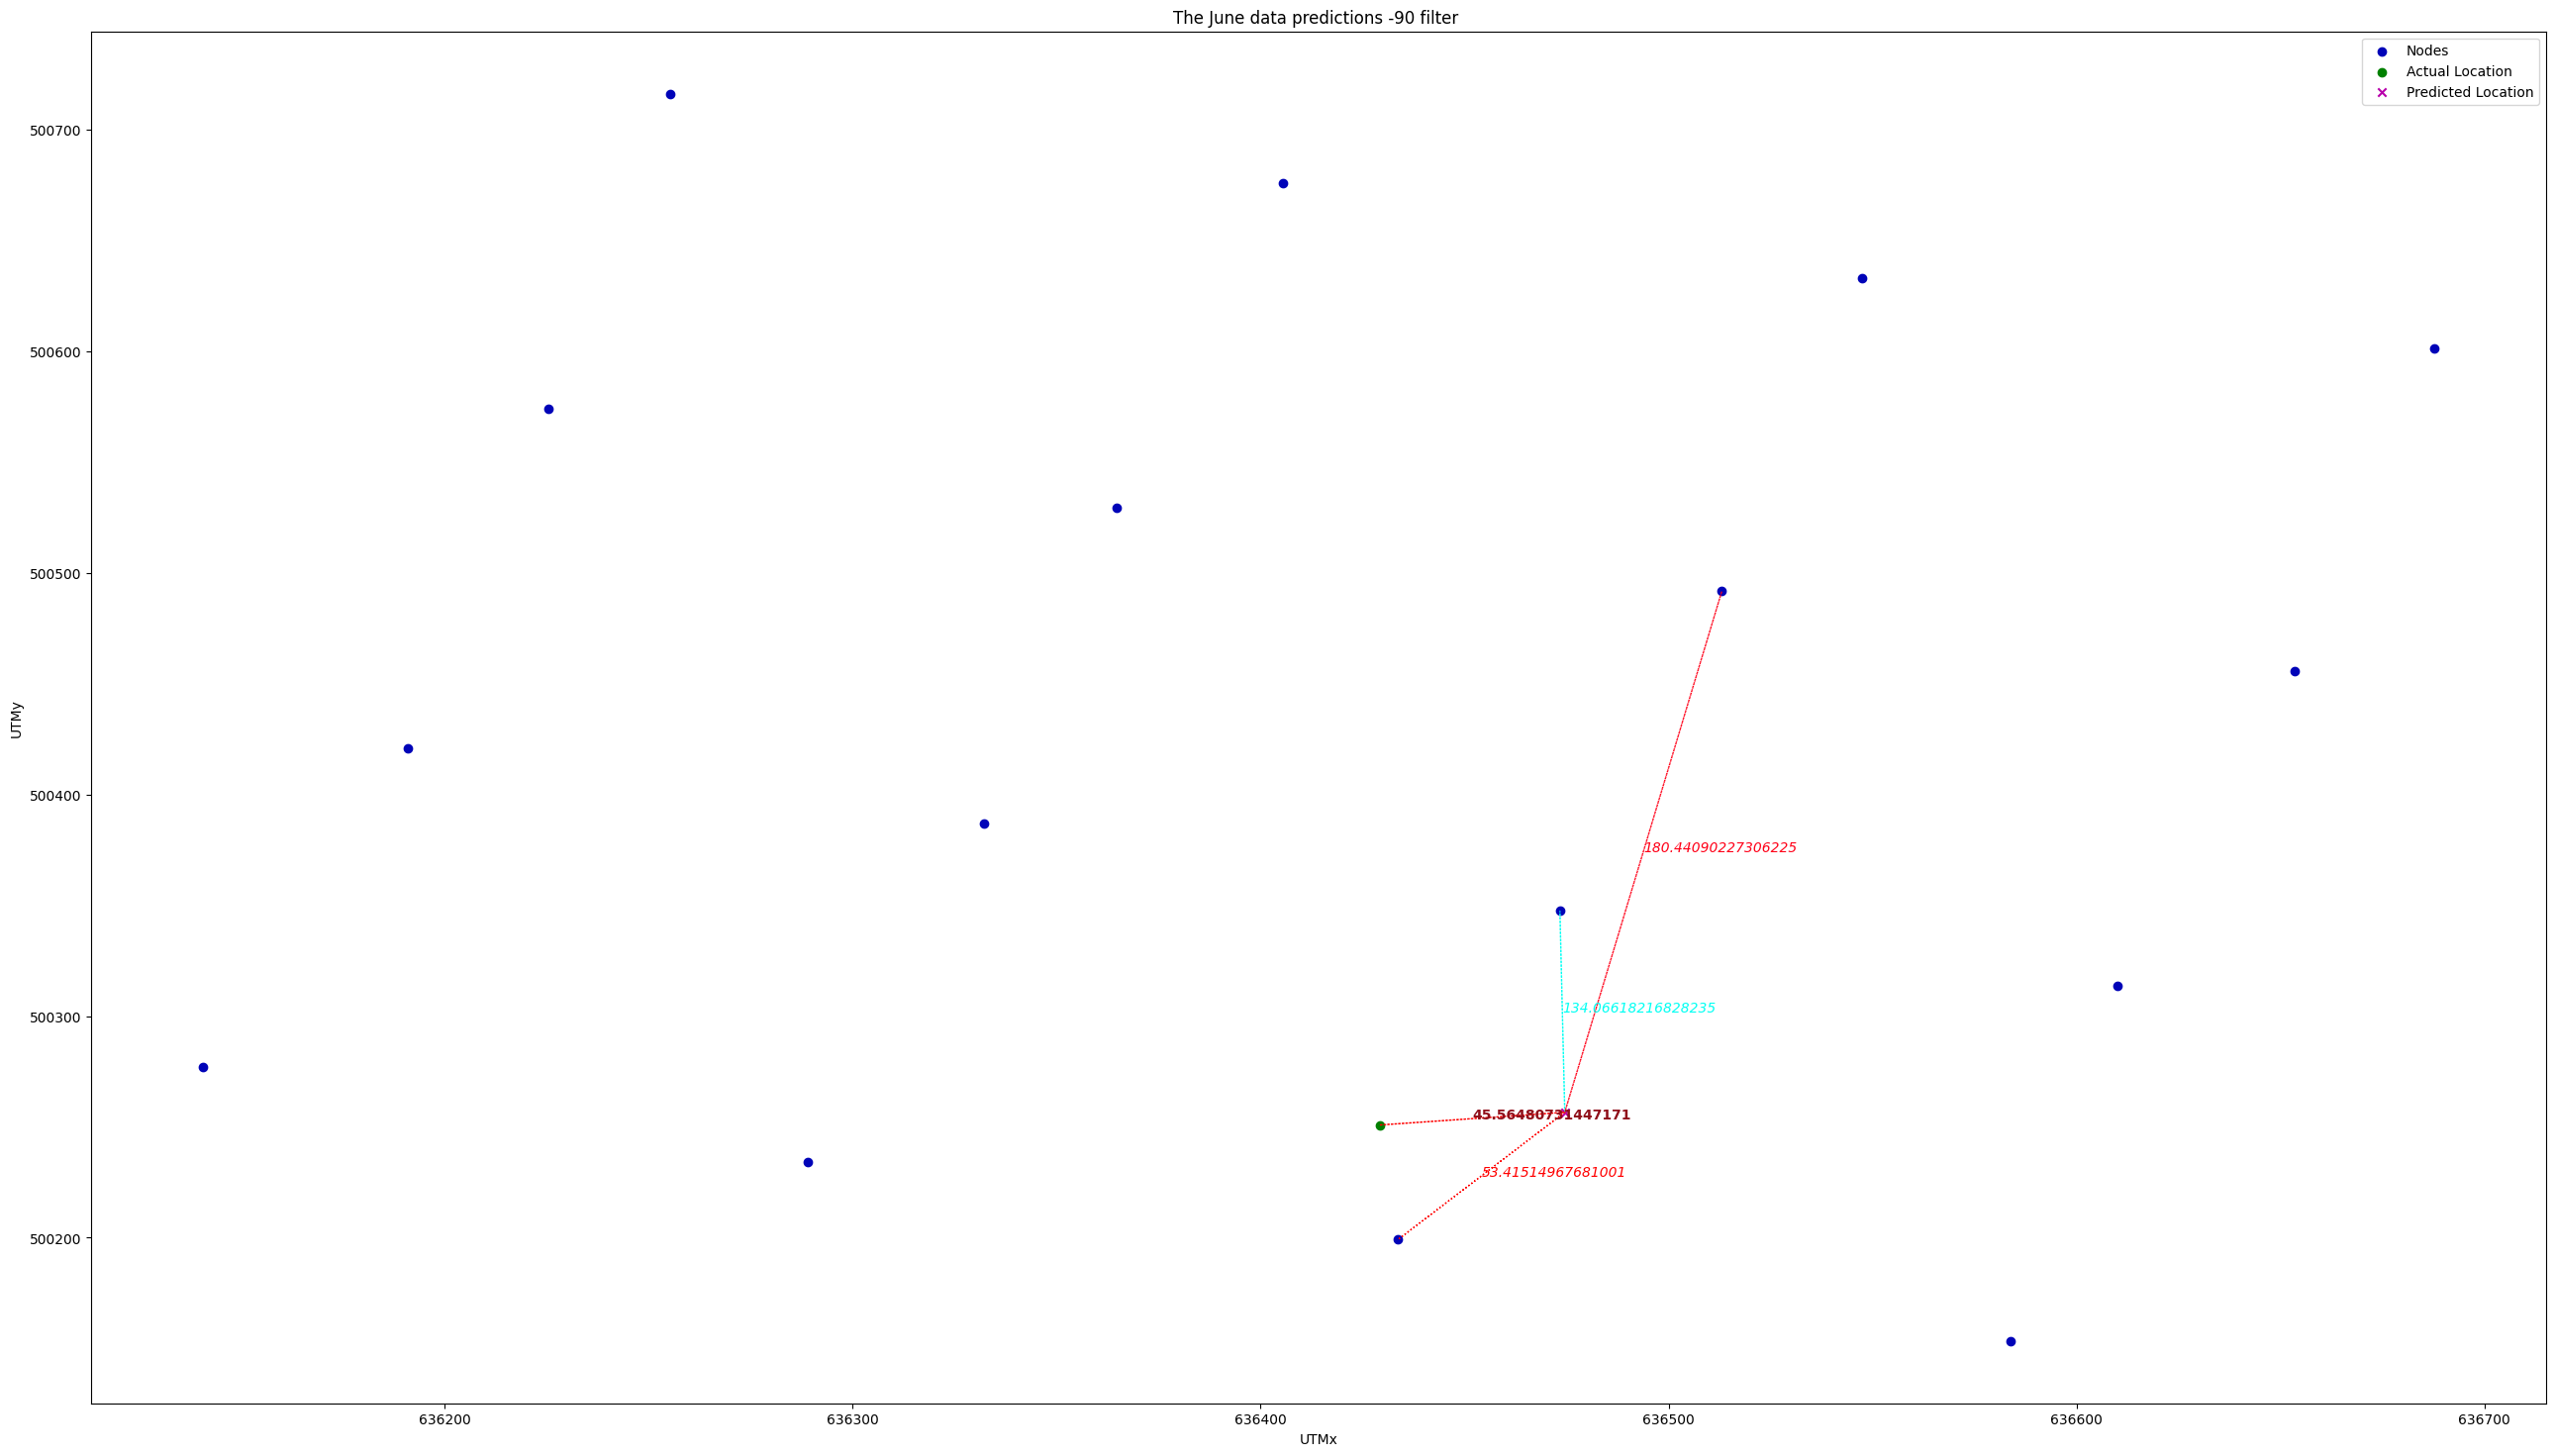 The June data predictions -90 filter
Nodes
Actual Location
Predicted Location
500700
500600
500500
500400
500300
500200
UTMy
180.44090227306225
134.06618216828235
45.56480731447171
53.41514967681001
636200
636300
636400
636500
636600
636700
UTMx